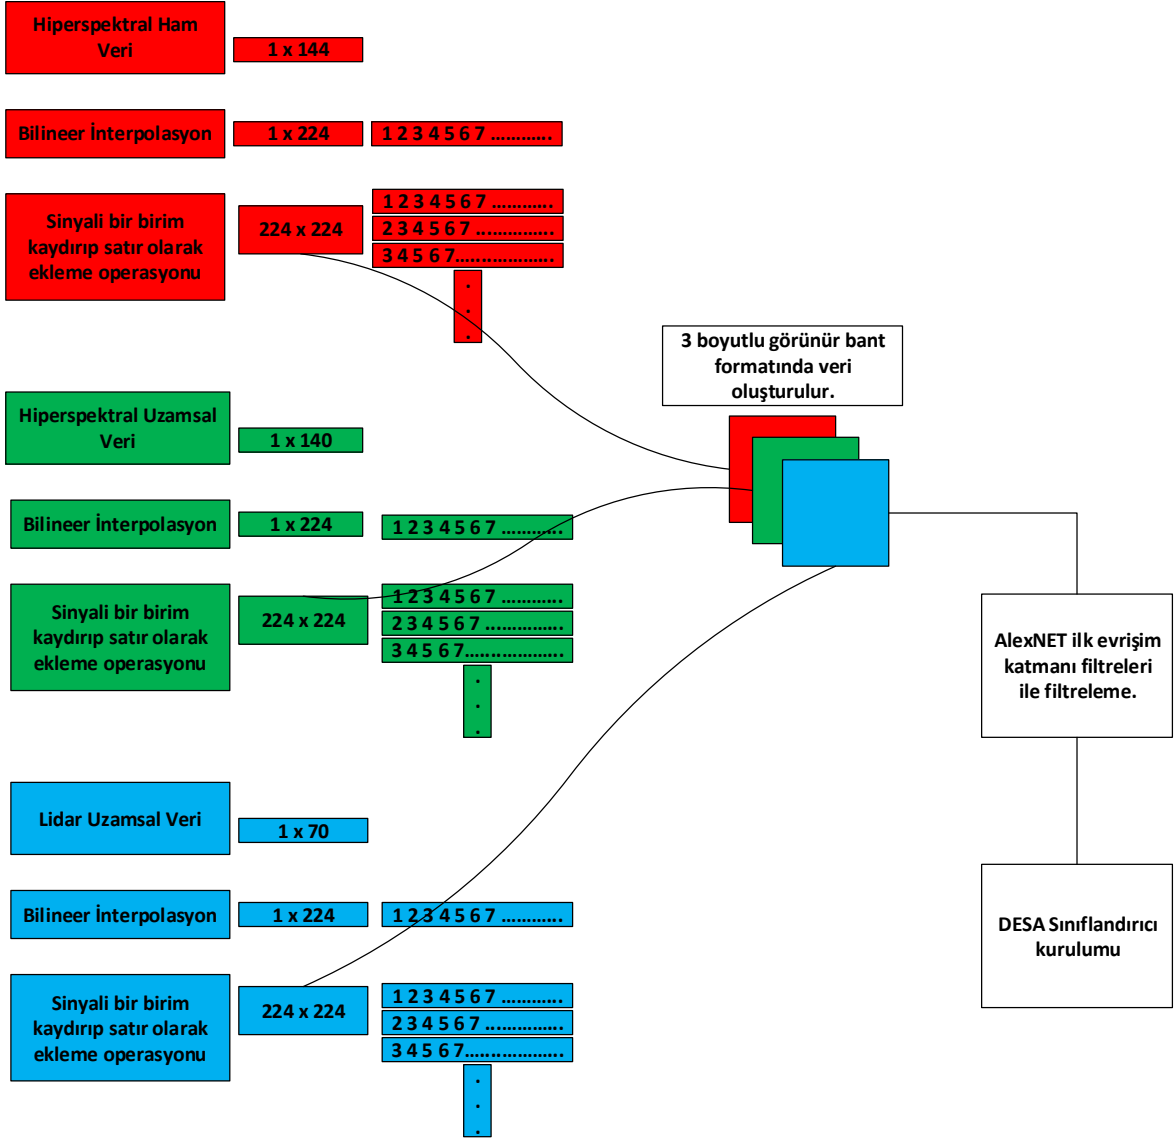 Hiperspektral Ham
Veri
1 x 144
Bilineer İnterpolasyon
1 x 224
1 2 3 4 5 6 7 ............
Sinyali bir birim
kaydırıp satır olarak
ekleme operasyonu
224 x 224
1 2 3 4 5 6 7 ............
2 3 4 5 6 7 ................
3 4 5 6 7.....................
.
.
.
Hiperspektral Uzamsal
Veri
1 x 140
Bilineer İnterpolasyon
1 x 224
1 2 3 4 5 6 7 ............
Sinyali bir birim
kaydırıp satır olarak
ekleme operasyonu
224 x 224
1 2 3 4 5 6 7 ............
2 3 4 5 6 7 ................
3 4 5 6 7.....................
.
.
.
Lidar Uzamsal Veri
1 x 70
Bilineer İnterpolasyon
1 x 224
1 2 3 4 5 6 7 ............
Sinyali bir birim
kaydırıp satır olarak
ekleme operasyonu
224 x 224
1 2 3 4 5 6 7 ............
2 3 4 5 6 7 ................
3 4 5 6 7.....................
.
.
.
3 boyutlu görünür bant
formatında veri
oluşturulur.
AlexNET ilk evrişim
katmanı filtreleri
ile filtreleme.
DESA Sınıflandırıcı
kurulumu